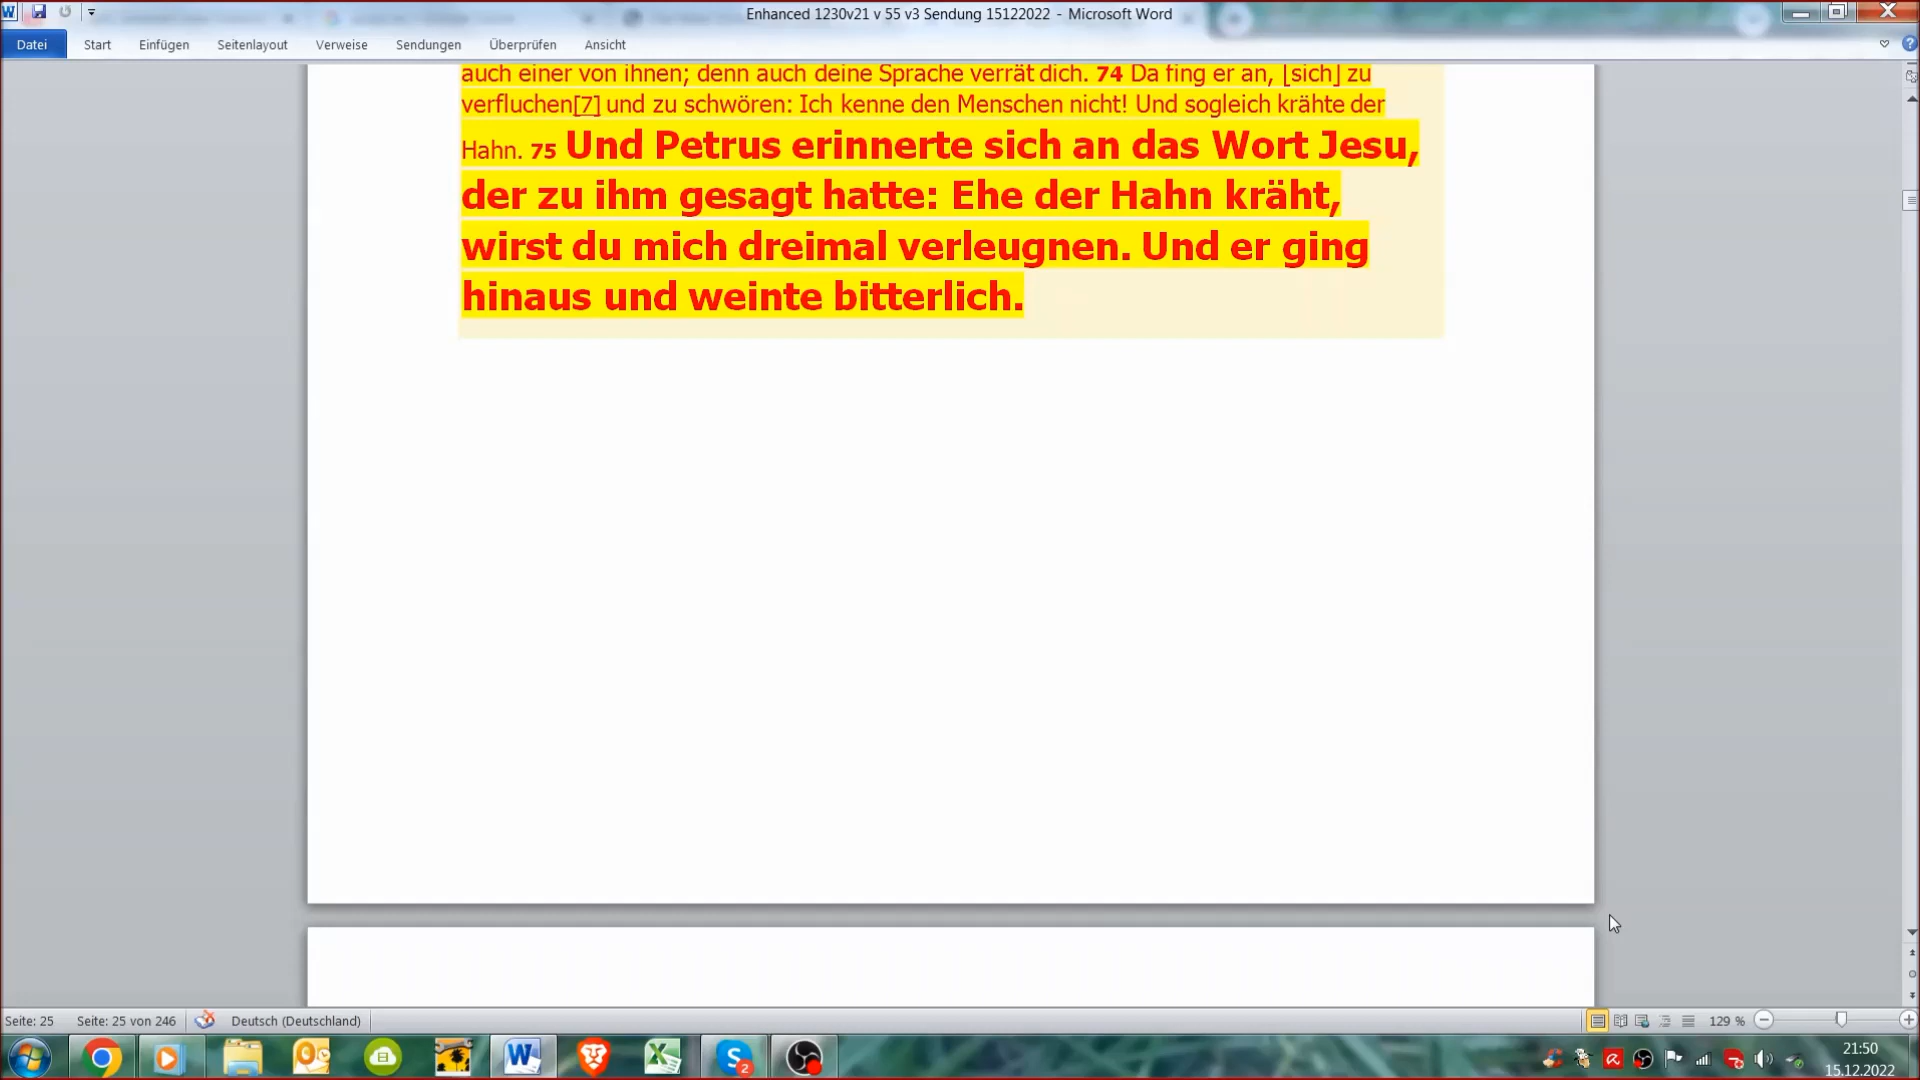 Enhanced 1230v21 v 55 v3 Sendung 15122022 - Microsoft Word
Datei Start Einfügen Seitenlayout Verweise Sendungen Überprüfen Ansicht
auch einer von ihnen; denn auch deine Sprache verrät dich. 74 Da fing er an, [sich] zu
verfluchen[7] und zu schwören: Ich kenne den Menschen nicht! Und sogleich krähte der
Hahn. 75 Und Petrus erinnerte sich an das Wort Jesu,
der zu ihm gesagt hatte: Ehe der Hahn kräht,
wirst du mich dreimal verleugnen. Und er ging
hinaus und weinte bitterlich.
Seite: 25 Seite: 25 von 246 Deutsch (Deutschland) 129 %
2
21:50
15.12.2022